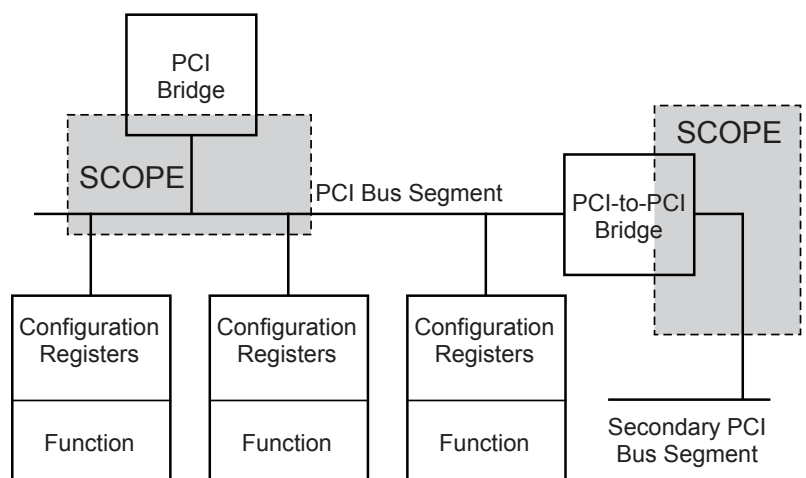 PCI
Bridge
SCOPE
SCOPE
PCI Bus Segment
PCI-to-PCI
Bridge
Configuration
Registers
Configuration
Registers
Configuration
Registers
Function
Function
Function
Secondary PCI
Bus Segment